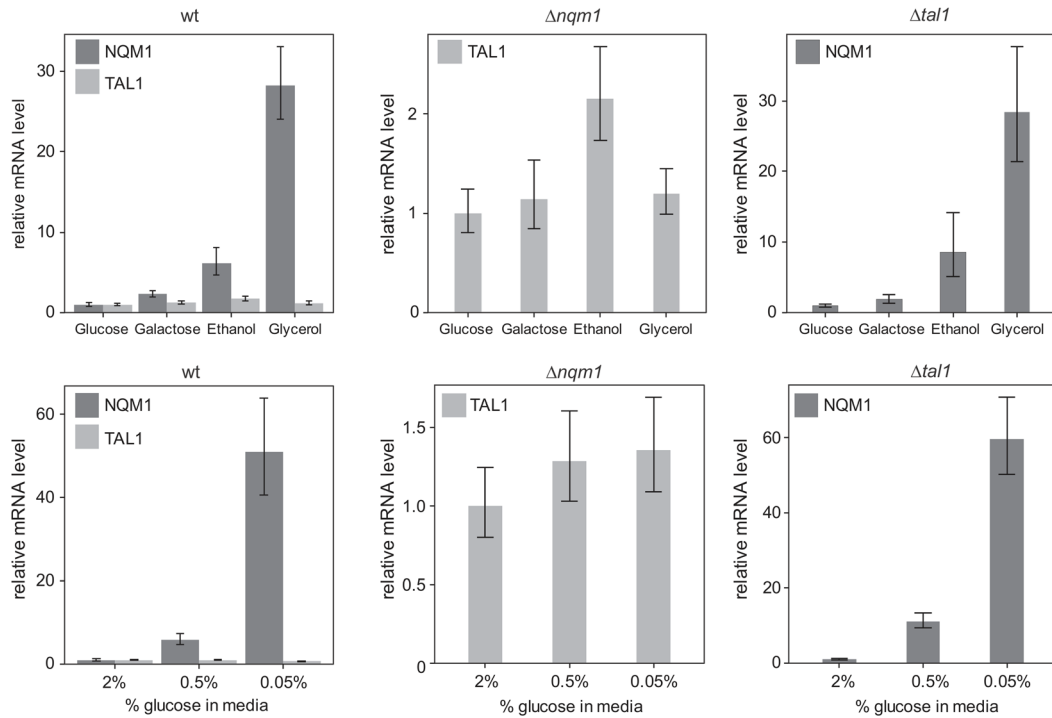 wt
NQM1
TAL1
relative mRNA level
30
20
10
0
Glucose Galactose Ethanol Glycerol
Δnqm1
TAL1
relative mRNA level
2
1
0
Glucose Galactose Ethanol Glycerol
Δtal1
NQM1
relative mRNA level
30
20
10
0
Glucose Galactose Ethanol Glycerol
wt
NQM1
TAL1
relative mRNA level
60
40
20
0
2% 0.5% 0.05%
% glucose in media
Δnqm1
TAL1
relative mRNA level
1.5
1.0
0.5
0
2% 0.5% 0.05%
% glucose in media
Δtal1
NQM1
relative mRNA level
60
40
10
0
2% 0.5% 0.05%
% glucose in media